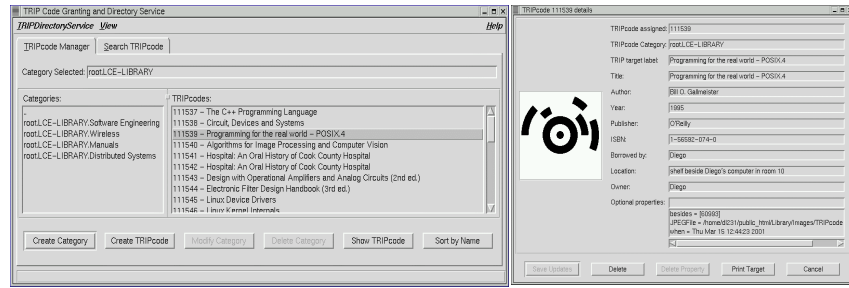 TRIP Code Granting and Directory Service
TRIPDirectoryService View Help
TRIPcode Manager Search TRIPcode
Category Selected: root.LCE-LIBRARY
Categories:
.
root.LCE-LIBRARY.Software Engineering
root.LCE-LIBRARY.Wireless
root.LCE-LIBRARY.Manuals
root.LCE-LIBRARY.Distributed Systems
TRIPcodes:
111537 - The C++ Programming Language
111538 - Circuit, Devices and Systems
111539 - Programming for the real world - POSIX.4
111540 - Algorithms for Image Processing and Computer Vision
111541 - Hospital: An Oral History of Cook County Hospital
111542 - Hospital: An Oral History of Cook County Hospital
111543 - Design with Operational Amplifiers and Analog Circuits (2nd ed.)
111544 - Electronic Filter Design Handbook (3rd ed.)
111545 - Linux Device Drivers
111546 - Linux Kernel Internals
Create Category Create TRIPcode Modify Category Delete Category Show TRIPcode Sort by Name
TRIPcode 111539 details
TRIPcode assigned: 111539
TRIPcode Category: root.LCE-LIBRARY
TRIP target label: Programming for the real world - POSIX.4
Title: Programming for the real world - POSIX.4
Author: Bill O. Gallmeister
Year: 1995
Publisher: O'Reilly
ISBN: 1-56592-074-0
Borrowed by: Diego
Location: shelf beside Diego's computer in room 10
Owner: Diego
Optional properties:
besides = [60993]
JPEGFile = /home/dl231/public_html/Library/Images/TRIPcode
when = Thu Mar 15 12:44:23 2001
Save Updates Delete Delete Property Print Target Cancel